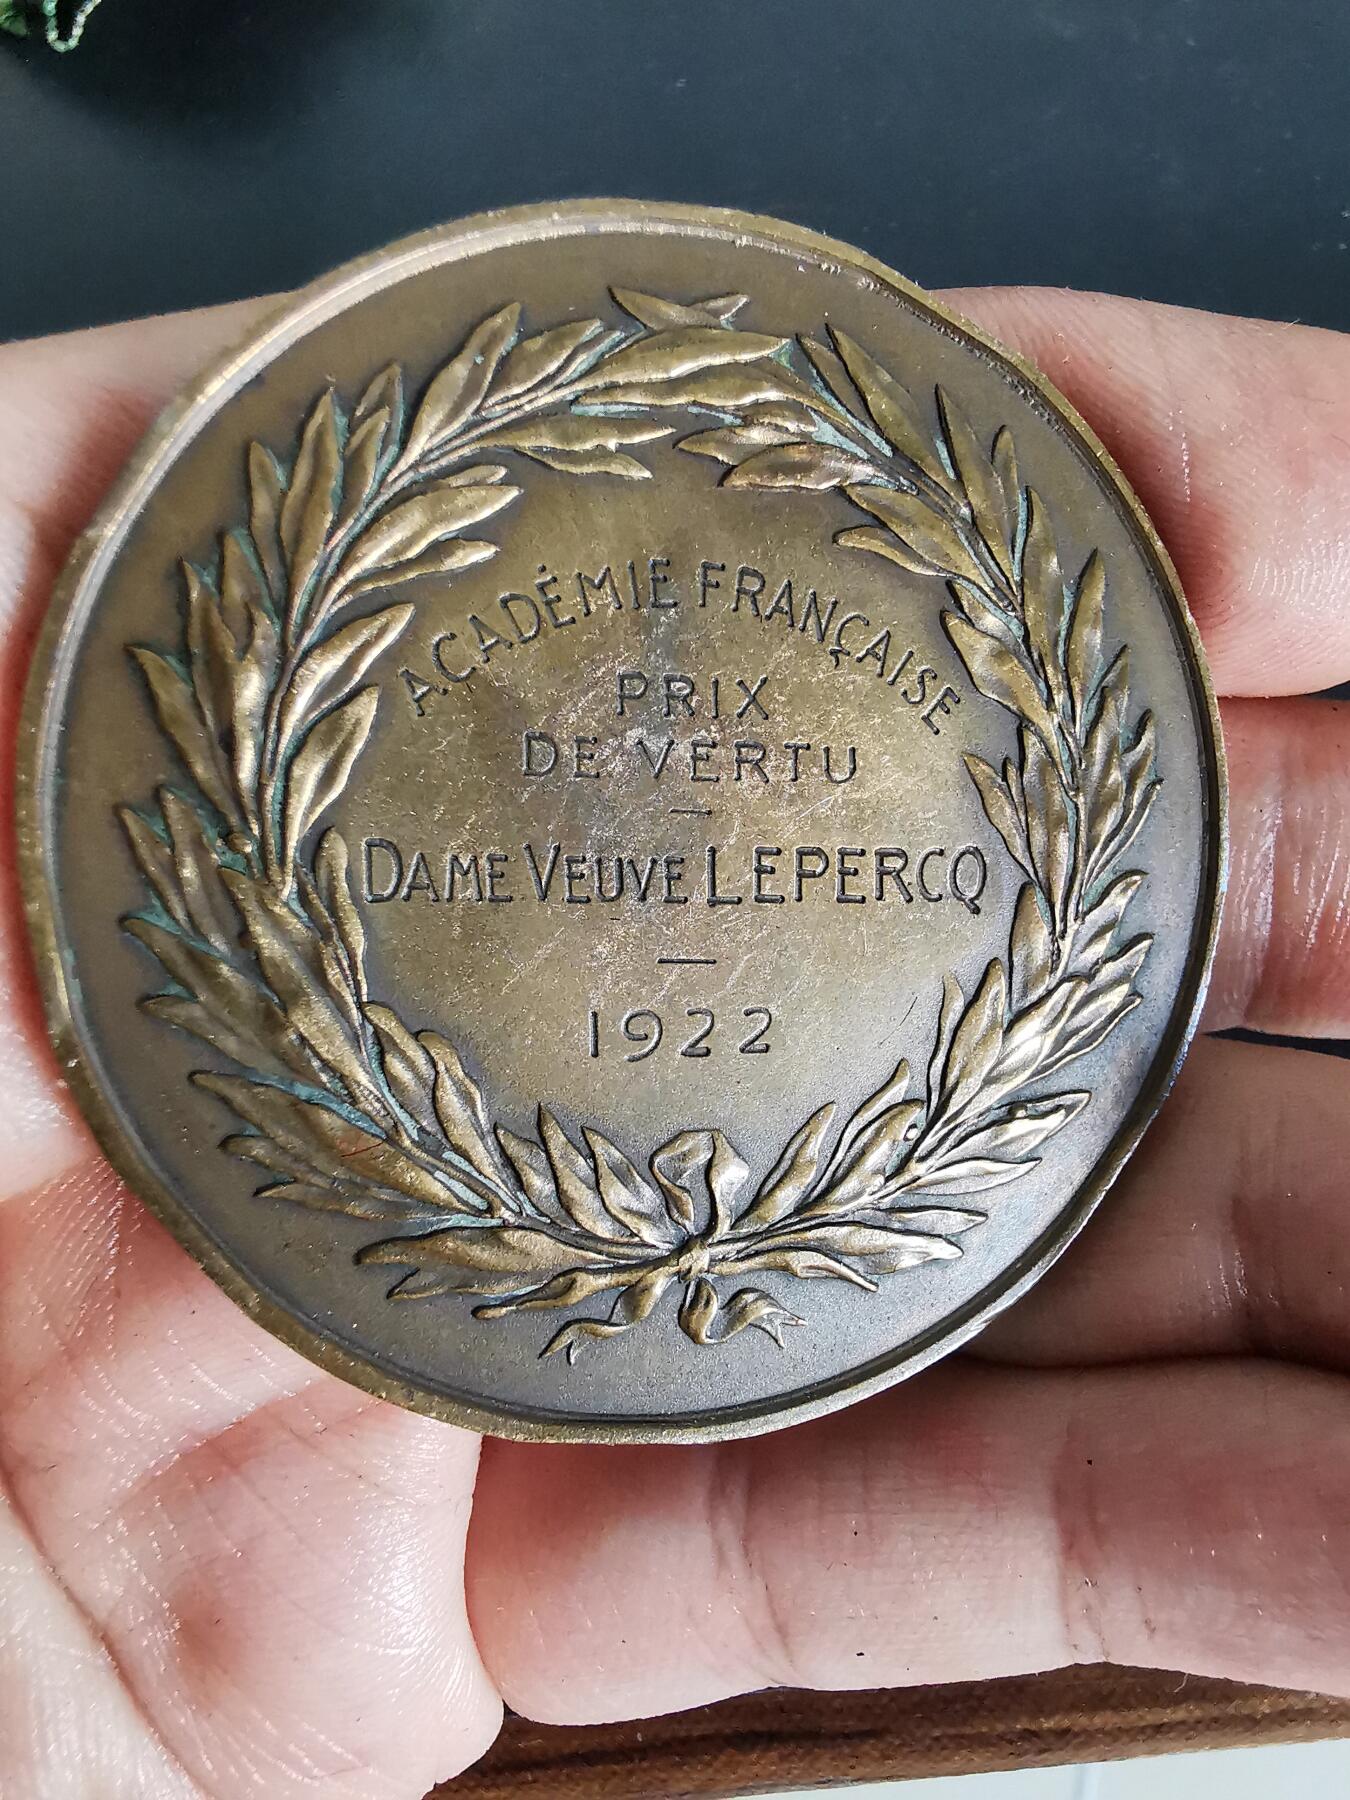 ACADÉMIE FRANÇAISE
PRIX
DE VERTU
DAME VEUVE LEPERCQ
1922